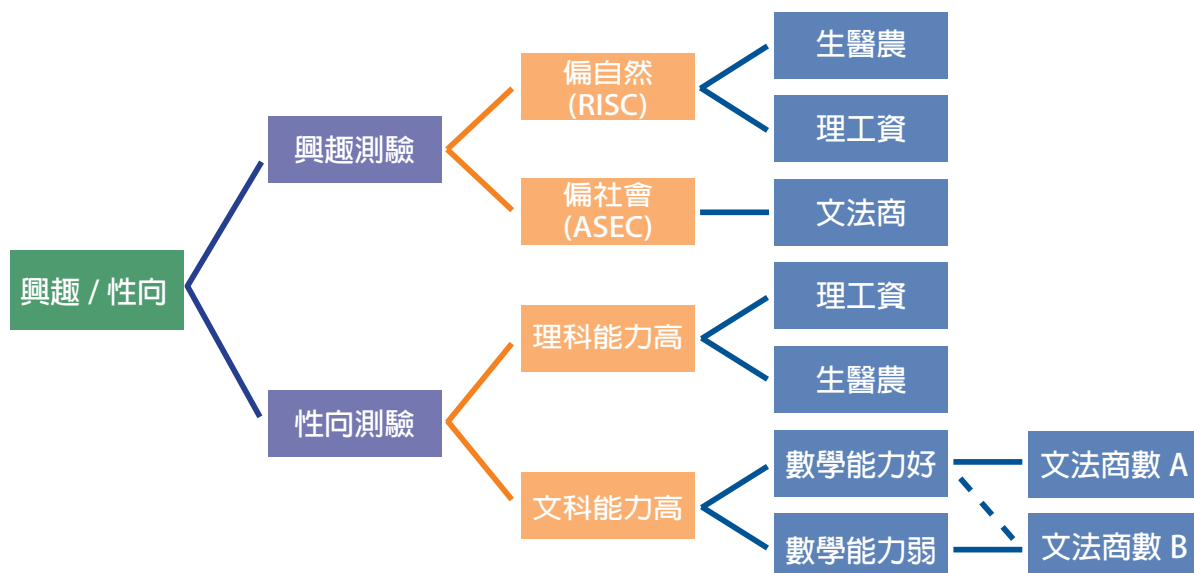 興趣 / 性向
興趣測驗
偏自然
(RISC)
生醫農
理工資
偏社會
(ASEC)
文法商
性向測驗
理科能力高
理工資
生醫農
文科能力高
數學能力好
文法商數 A
數學能力弱
文法商數 B